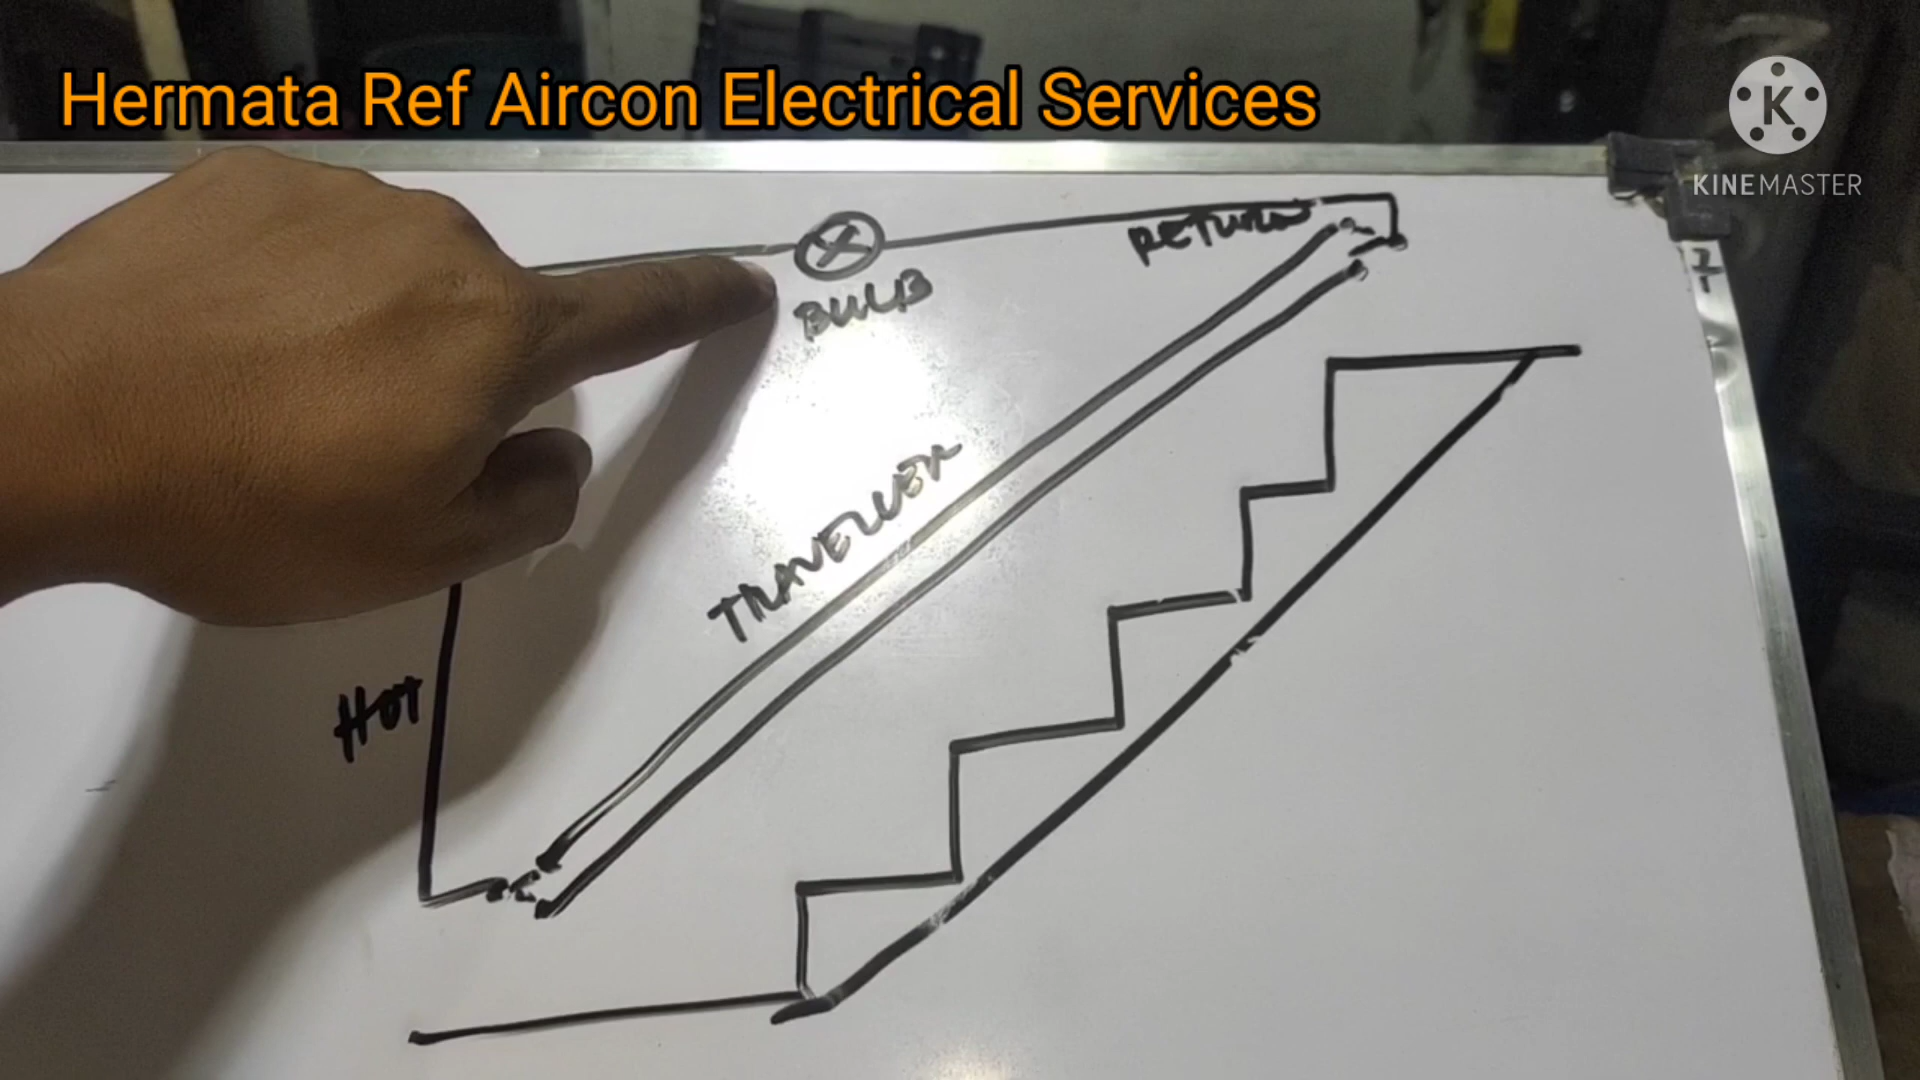 Hermata Ref Aircon Electrical Services
K
KINEMASTER
RETURN
BULB
TRAVELLER
HOT